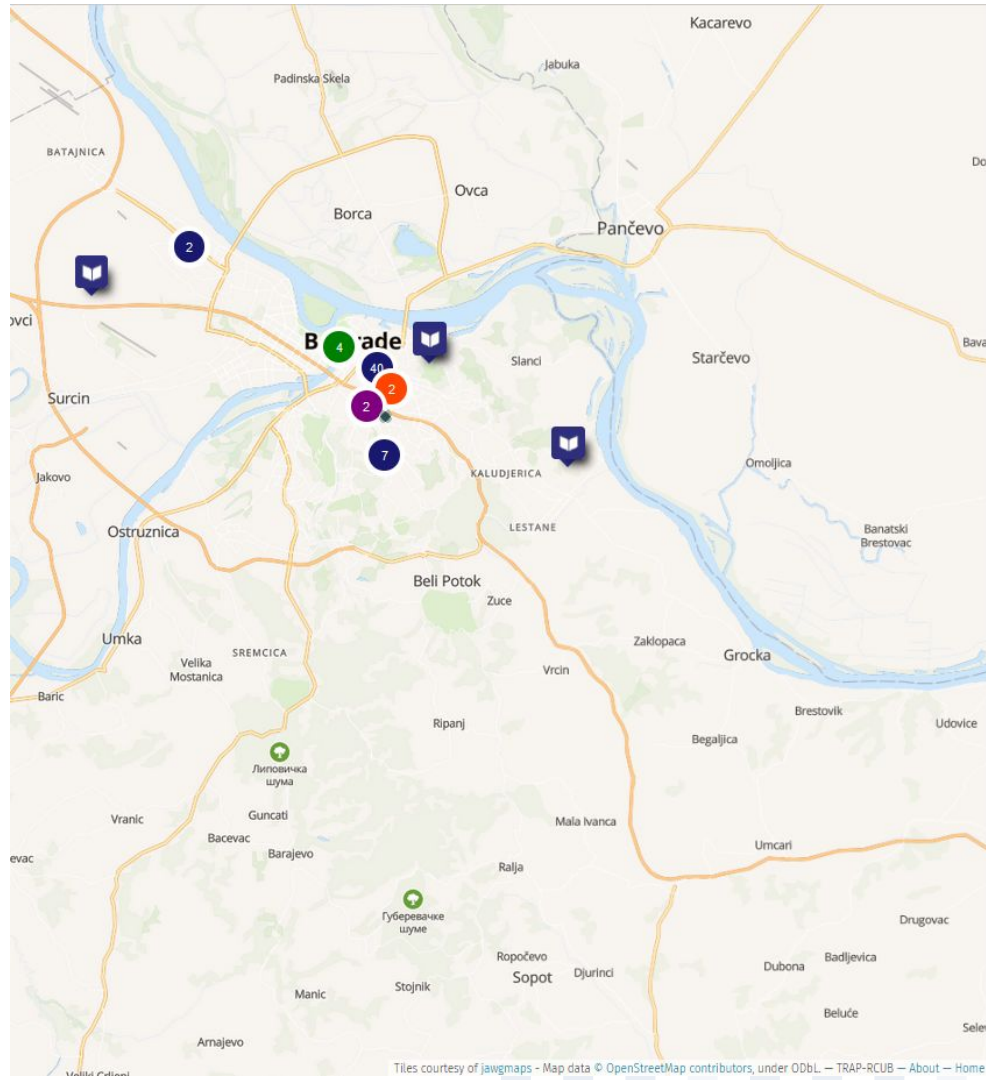 Kacarevo
Jabuka
Padinska Skela
BATAJNICA
Do
Ovca
Borca
Pančevo
2
ovci
B
4
ade
Slanci
Bava
Starčevo
40
2
2
Surcin
7
KALUDJERICA
Omoljica
Jakovo
LESTANE
Ostruznica
Banatski
Brestovac
Beli Potok
Zuce
Umka
Zaklopaca
SREMCICA
Grocka
Velika
Mostanica
Vrcin
Baric
Brestovik
Udovice
Ripanj
Begaljica
Липовичка
шума
Guncati
Vranic
Mala Ivanca
Bacevac
Umcari
evac
Barajevo
Ralja
Губеревачке
шуме
Drugovac
Ropočevo
Badljevica
Sopot
Djurinci
Dubona
Stojnik
Manic
Beluće
Sele
Arnajevo
Veliki Crljeni
Tiles courtesy of jawgmaps - Map data © OpenStreetMap contributors, under ODbL. — TRAP-RCUB — About — Home